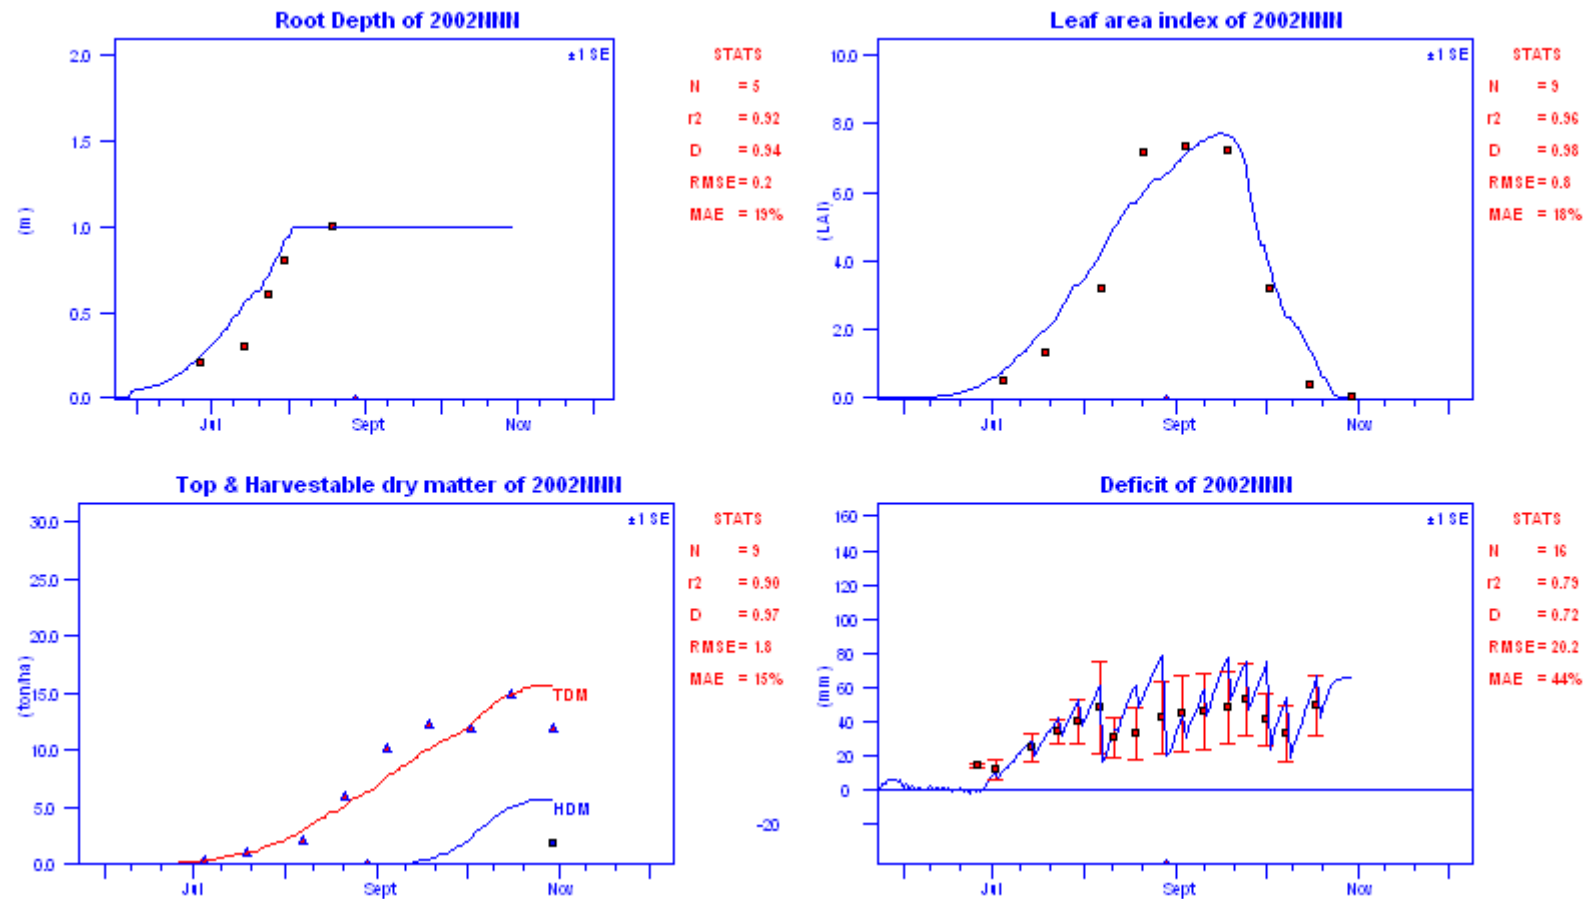 Root Depth of 2002NNN
2.0
1.5
1.0
0.5
0.0
(m)
Jul
Sept
Nov
±1 SE
STATS
N = 5
r2 = 0.92
D = 0.94
RMSE = 0.2
MAE = 19%
Leaf area index of 2002NNN
10.0
8.0
6.0
4.0
2.0
0.0
(LAI)
Jul
Sept
Nov
±1 SE
STATS
N = 9
r2 = 0.96
D = 0.98
RMSE = 0.8
MAE = 18%
Top & Harvestable dry matter of 2002NNN
30.0
25.0
20.0
15.0
10.0
5.0
0.0
(ton/ha)
Jul
Sept
Nov
±1 SE
TDM
HDM
STATS
N = 9
r2 = 0.90
D = 0.97
RMSE = 1.8
MAE = 15%
Deficit of 2002NNN
160
140
120
100
80
60
40
20
0
-20
(mm)
Jul
Sept
Nov
±1 SE
STATS
N = 16
r2 = 0.79
D = 0.72
RMSE = 20.2
MAE = 44%